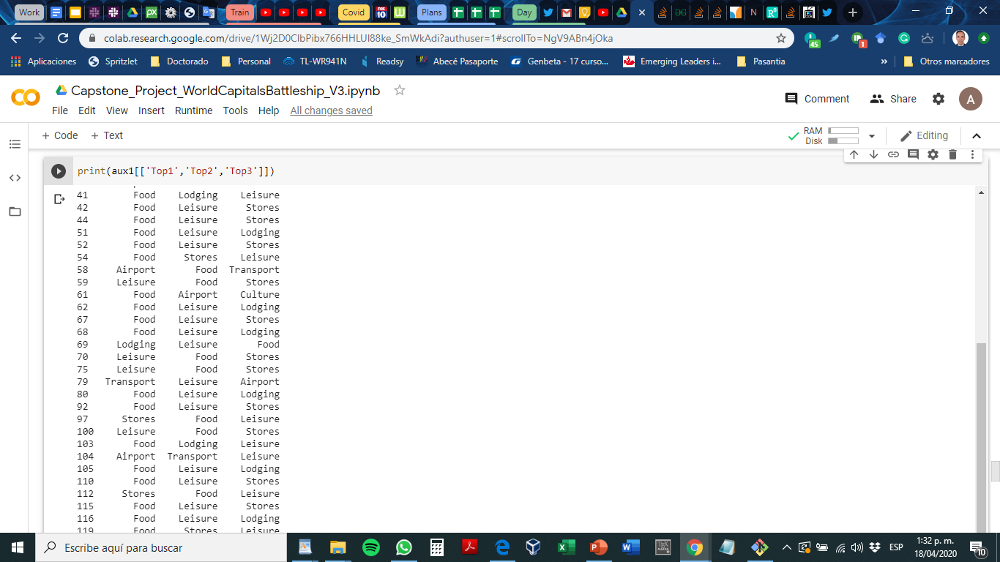 Work Train Covid Plans Day
colab.research.google.com/drive/1Wj2D0ClbPibx766HHLUl88ke_SmWkAdi?authuser=1#scrollTo=NgV9ABn4jOka 45 1
Aplicaciones Spritzlet Doctorado Personal TL-WR941N Readsy Abecé Pasaporte Genbeta - 17 curso... Emerging Leaders i... Pasantia » Otros marcadores
Capstone_Project_WorldCapitalsBattleship_V3.ipynb
Comment Share A
File Edit View Insert Runtime Tools Help All changes saved
+ Code + Text RAM Disk Editing
print(aux1[['Top1','Top2','Top3']])
41 Food Lodging Leisure
42 Food Leisure Stores
44 Food Leisure Stores
51 Food Leisure Lodging
52 Food Leisure Stores
54 Food Stores Leisure
58 Airport Food Transport
59 Leisure Food Stores
61 Food Airport Culture
62 Food Leisure Lodging
67 Food Leisure Stores
68 Food Leisure Lodging
69 Lodging Leisure Food
70 Leisure Food Stores
75 Leisure Food Stores
79 Transport Leisure Airport
80 Food Leisure Lodging
92 Food Leisure Stores
97 Stores Food Leisure
100 Leisure Food Stores
103 Food Lodging Leisure
104 Airport Transport Leisure
105 Food Leisure Lodging
110 Food Leisure Stores
112 Stores Food Leisure
115 Food Leisure Stores
116 Food Leisure Lodging
119 Food Stores Leisure
Escribe aquí para buscar
ESP
1:32 p. m.
18/04/2020
10